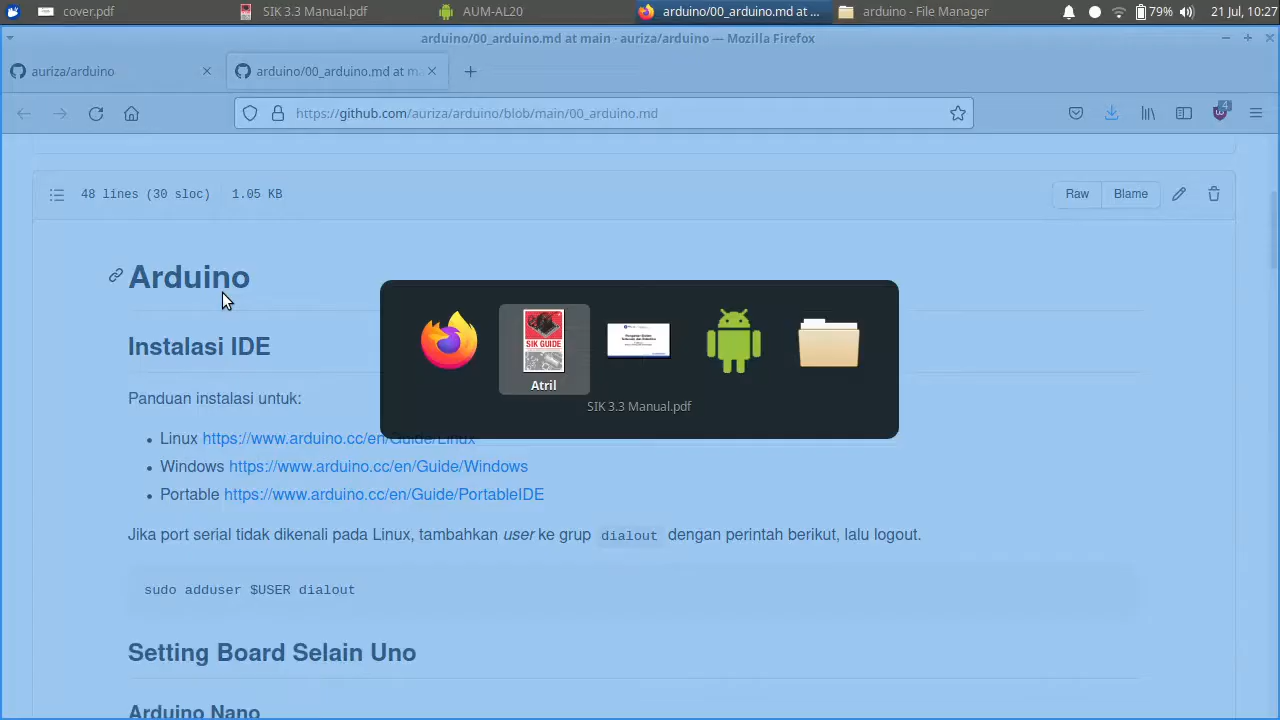 cover.pdf
SIK 3.3 Manual.pdf
AUM-AL20
arduino/00_arduino.md at ...
arduino - File Manager
79%
21 Jul, 10:27
arduino/00_arduino.md at main · auriza/arduino — Mozilla Firefox
auriza/arduino
arduino/00_arduino.md at m
https://github.com/auriza/arduino/blob/main/00_arduino.md
4
48 lines (30 sloc)
1.05 KB
Raw
Blame
Arduino
SIK GUIDE
Atril
SIK 3.3 Manual.pdf
Instalasi IDE
Panduan instalasi untuk:
• Linux https://www.arduino.cc/en/Guide/Linux
• Windows https://www.arduino.cc/en/Guide/Windows
• Portable https://www.arduino.cc/en/Guide/PortableIDE
Jika port serial tidak dikenali pada Linux, tambahkan user ke grup dialout dengan perintah berikut, lalu logout.
sudo adduser $USER dialout
Setting Board Selain Uno
Arduino Nano